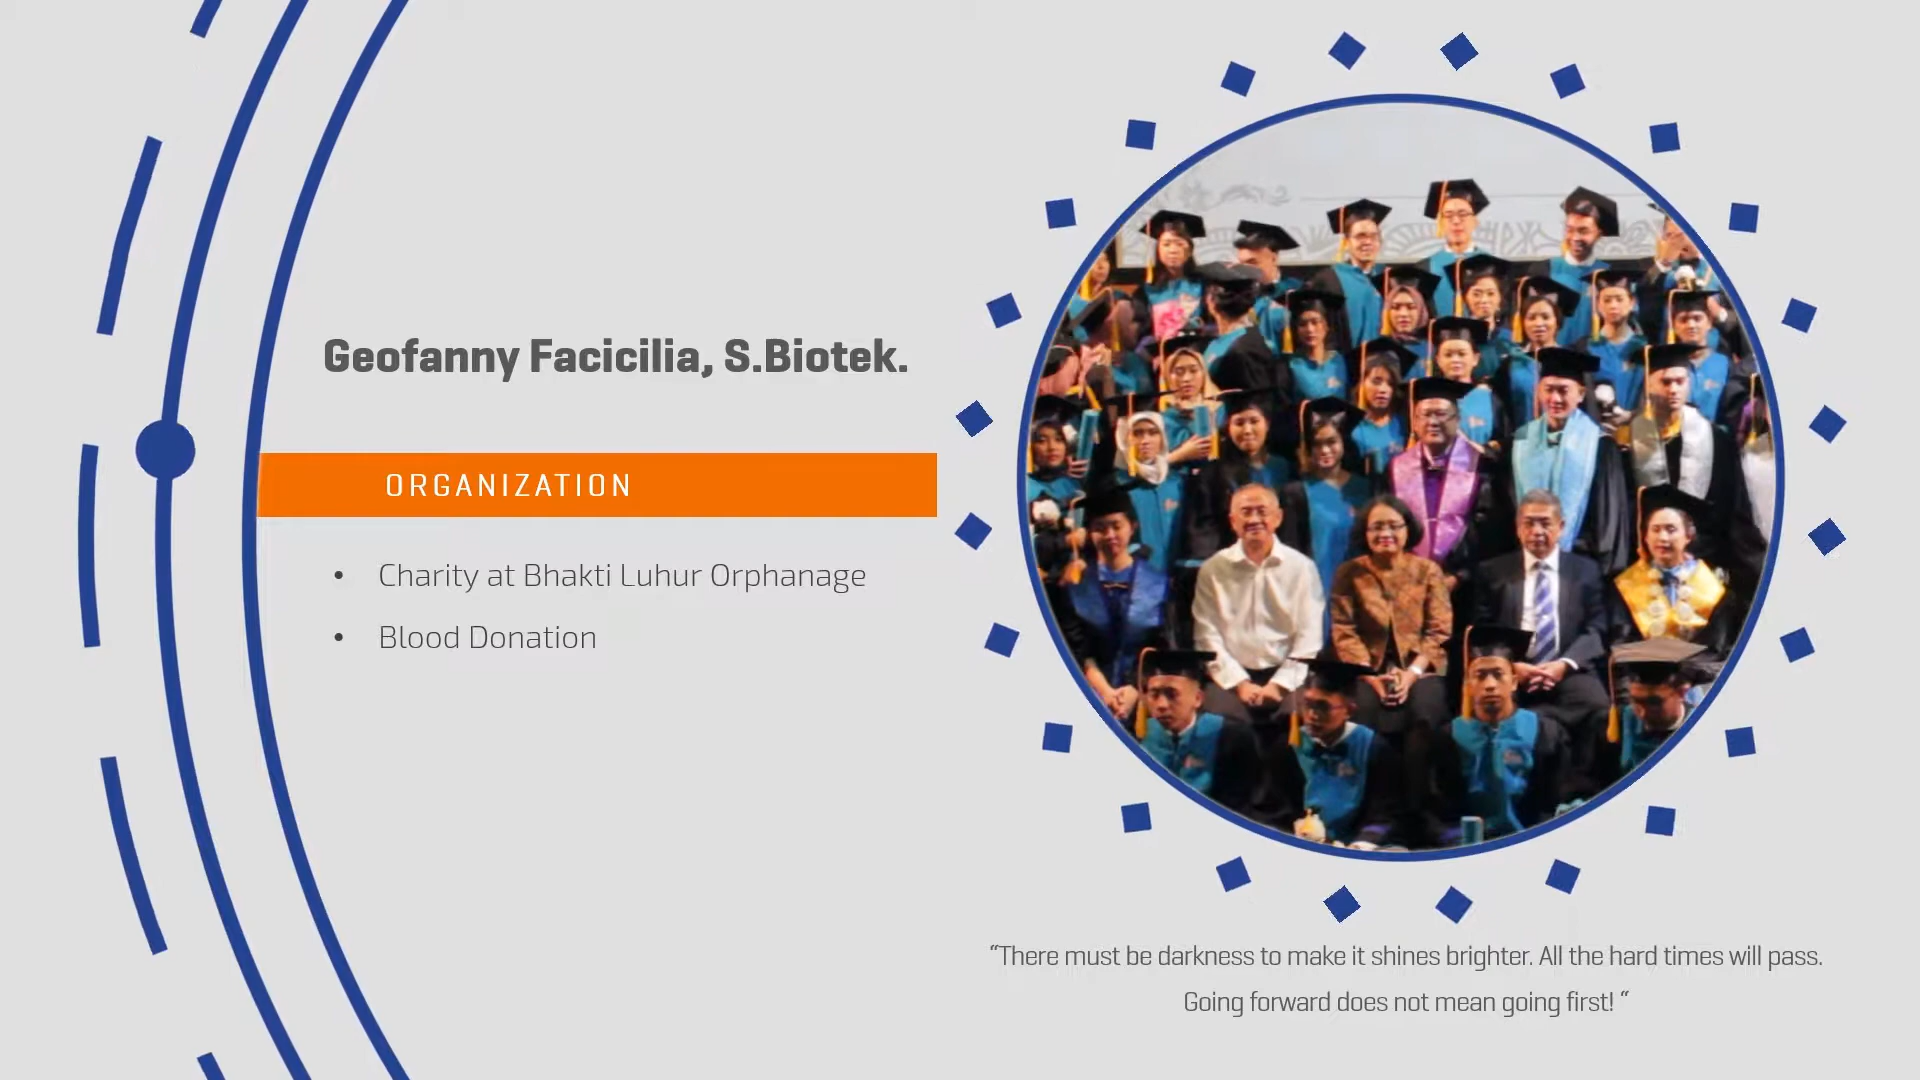 Geofanny Facicilia, S.Biotek.
ORGANIZATION
• Charity at Bhakti Luhur Orphanage
• Blood Donation
“There must be darkness to make it shines brighter. All the hard times will pass.
Going forward does not mean going first! “